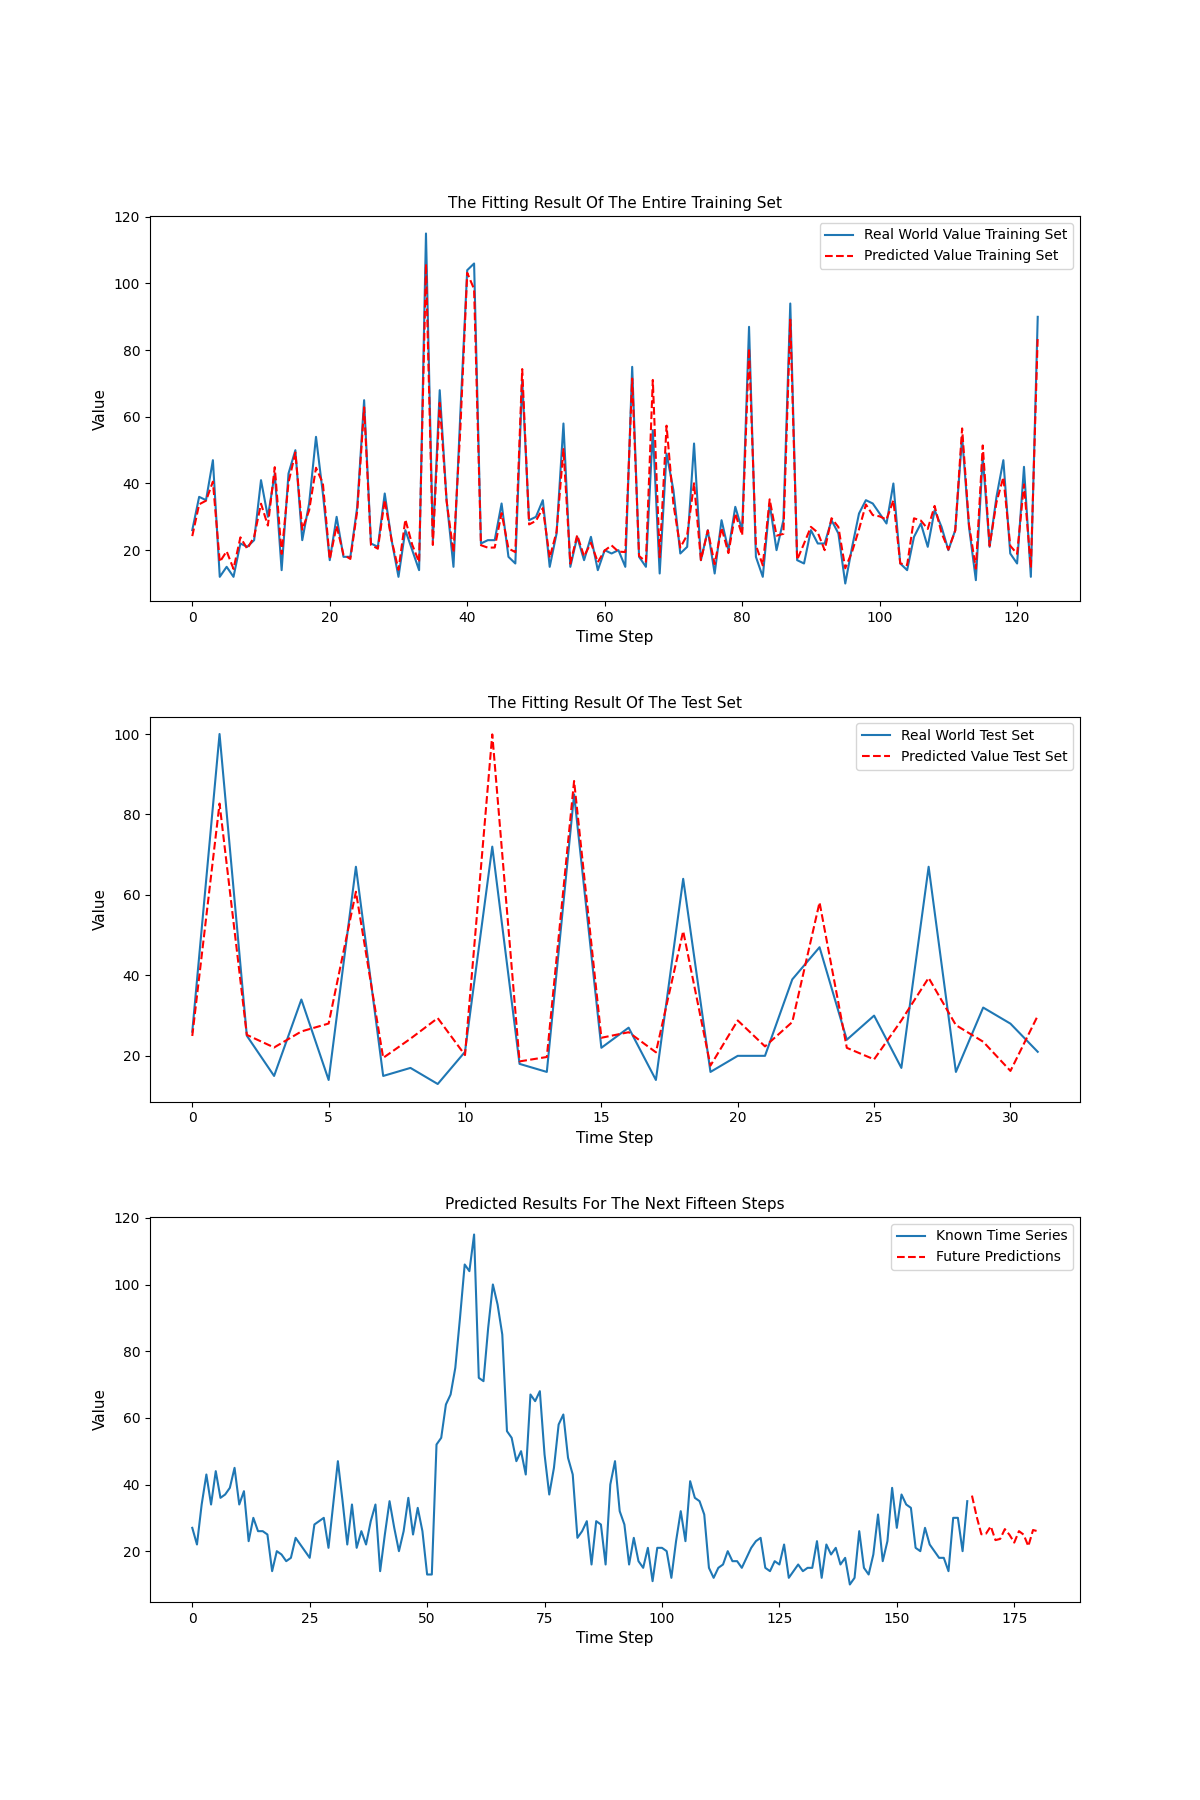 The Fitting Result Of The Entire Training Set
120
100
80
60
40
20
Value
Real World Value Training Set
Predicted Value Training Set
0 20 40 60 80 100 120
Time Step
The Fitting Result Of The Test Set
100
80
60
40
20
Value
Real World Test Set
Predicted Value Test Set
0 5 10 15 20 25 30
Time Step
Predicted Results For The Next Fifteen Steps
120
100
80
60
40
20
Value
Known Time Series
Future Predictions
0 25 50 75 100 125 150 175
Time Step